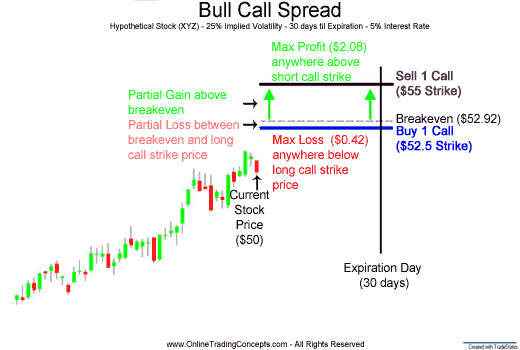 Bull Call Spread
Hypothetical Stock (XYZ) - 25% Implied Volatility - 30 days til Expiration - 5% Interest Rate
Max Profit ($2.08)
anywhere above
short call strike
Sell 1 Call
($55 Strike)
Partial Gain above
breakeven
Breakeven ($52.92)
Partial Loss between
breakeven and long
call strike price
Buy 1 Call
($52.5 Strike)
Max Loss ($0.42)
anywhere below
long call strike
price
Current
Stock
Price
($50)
Expiration Day
(30 days)
www.OnlineTradingConcepts.com - All Rights Reserved
Created with TradeStation